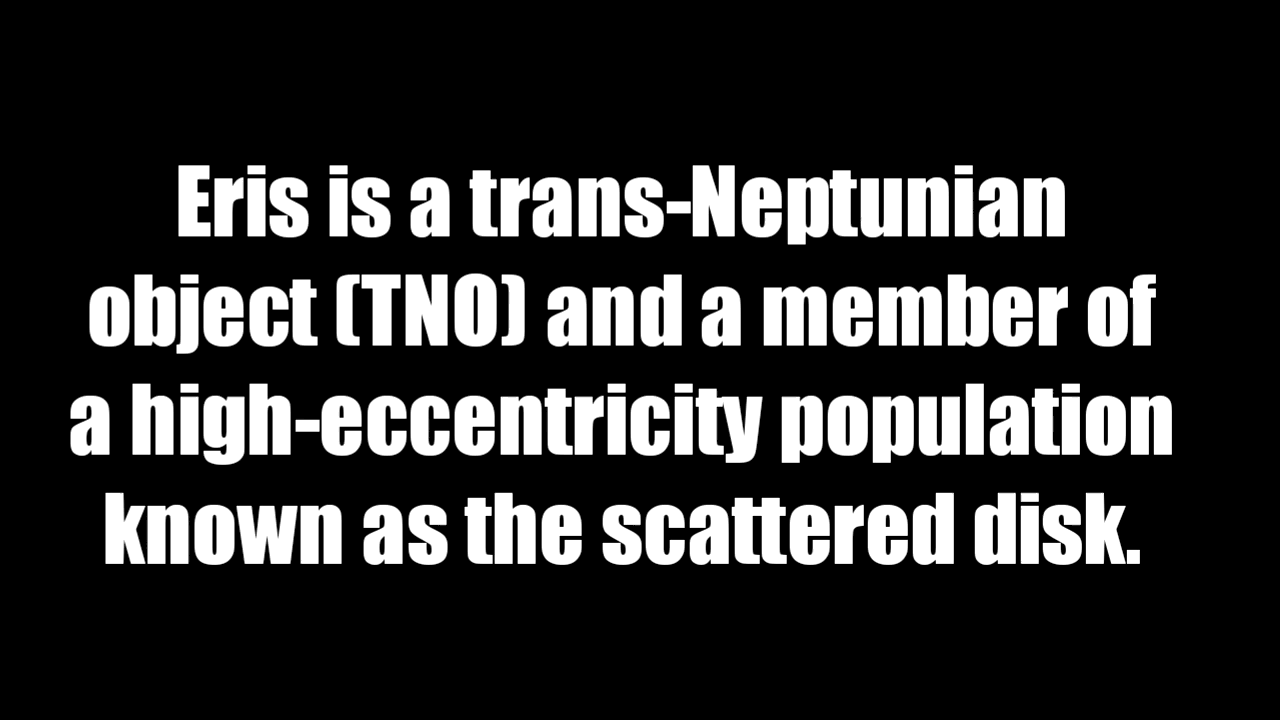 Eris is a trans-Neptunian
object (TNO) and a member of
a high-eccentricity population
known as the scattered disk.